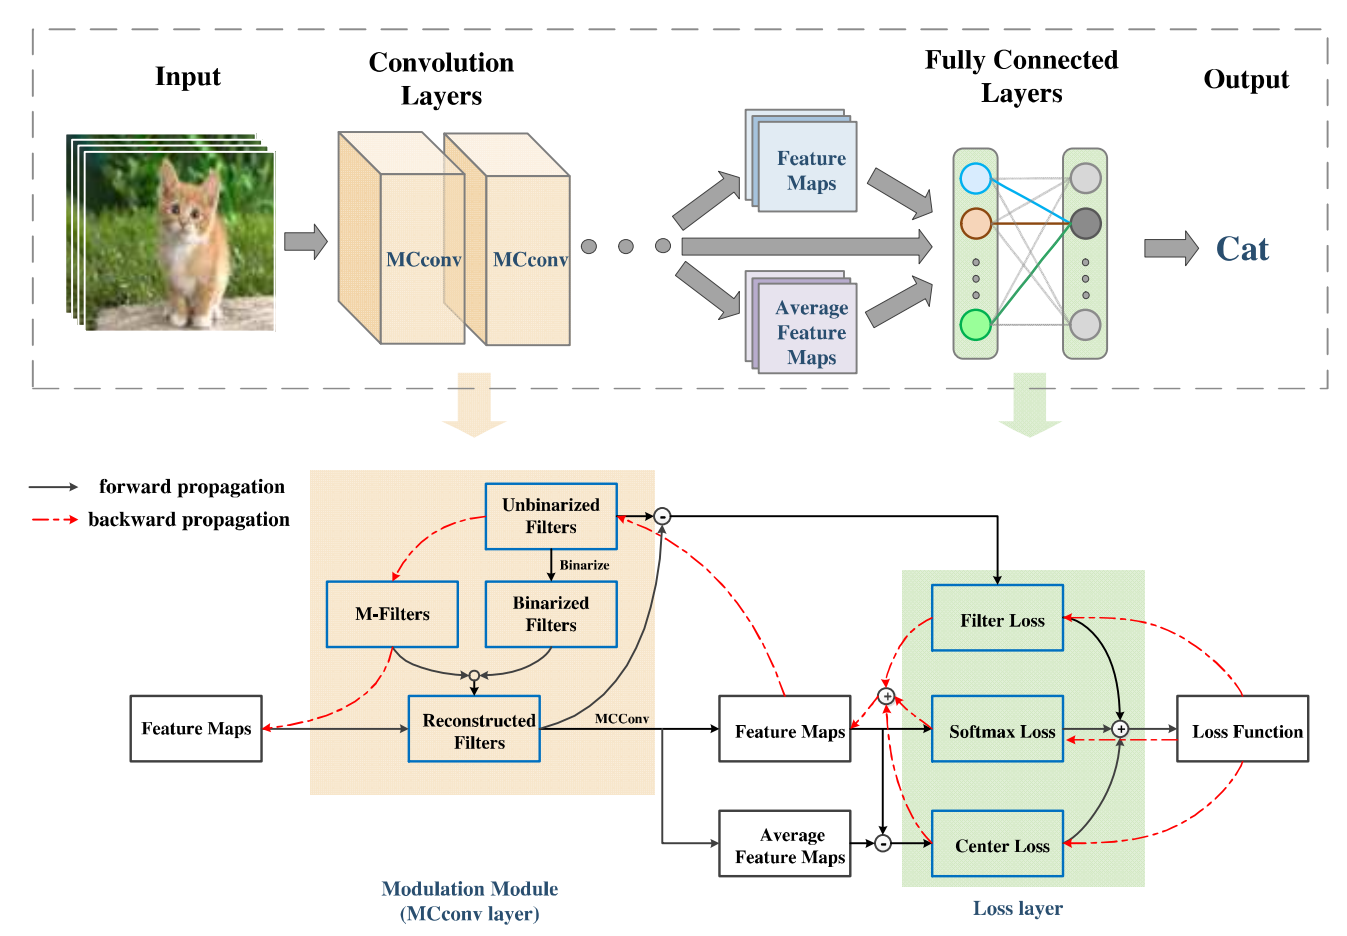 Input
Convolution
Layers
Fully Connected
Layers
Output
MCconv
MCconv
Feature
Maps
Average
Feature
Maps
Cat
forward propagation
backward propagation
Unbinarized
Filters
-
Binarize
M-Filters
Binarized
Filters
Filter Loss
Feature Maps
Reconstructed
Filters
MCConv
Feature Maps
+
Softmax Loss
+
Loss Function
Average
Feature Maps
-
Center Loss
Modulation Module
(MCconv layer)
Loss layer